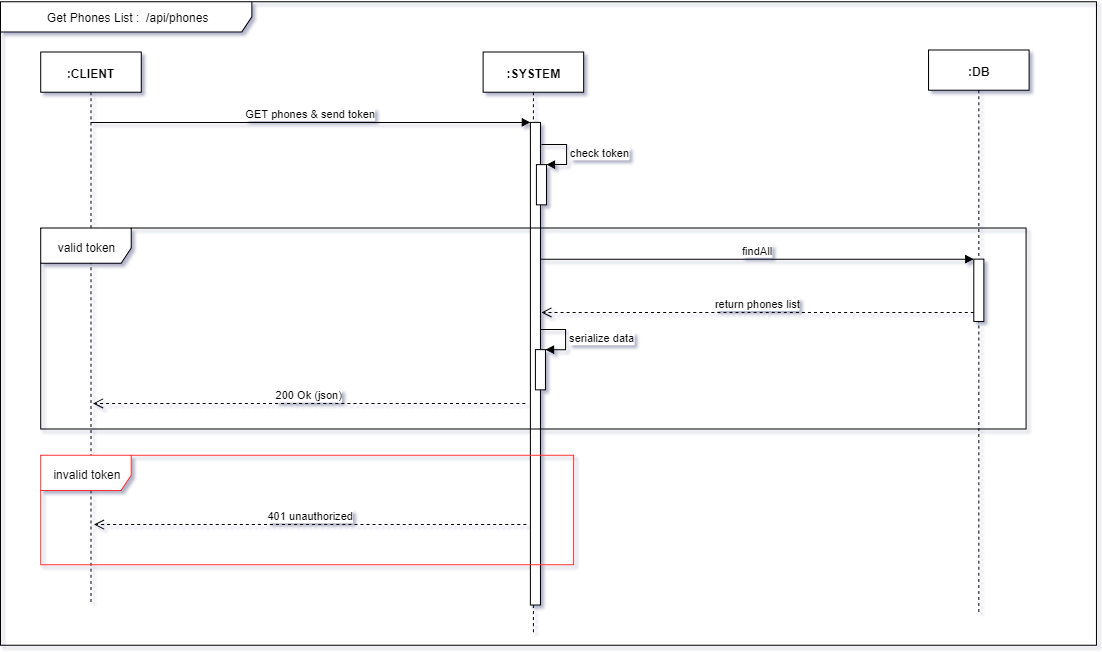 Get Phones List :  /api/phones
:CLIENT
:SYSTEM
:DB
GET phones & send token
check token
valid token
findAll
return phones list
serialize data
200 Ok (json)
invalid token
401 unauthorized